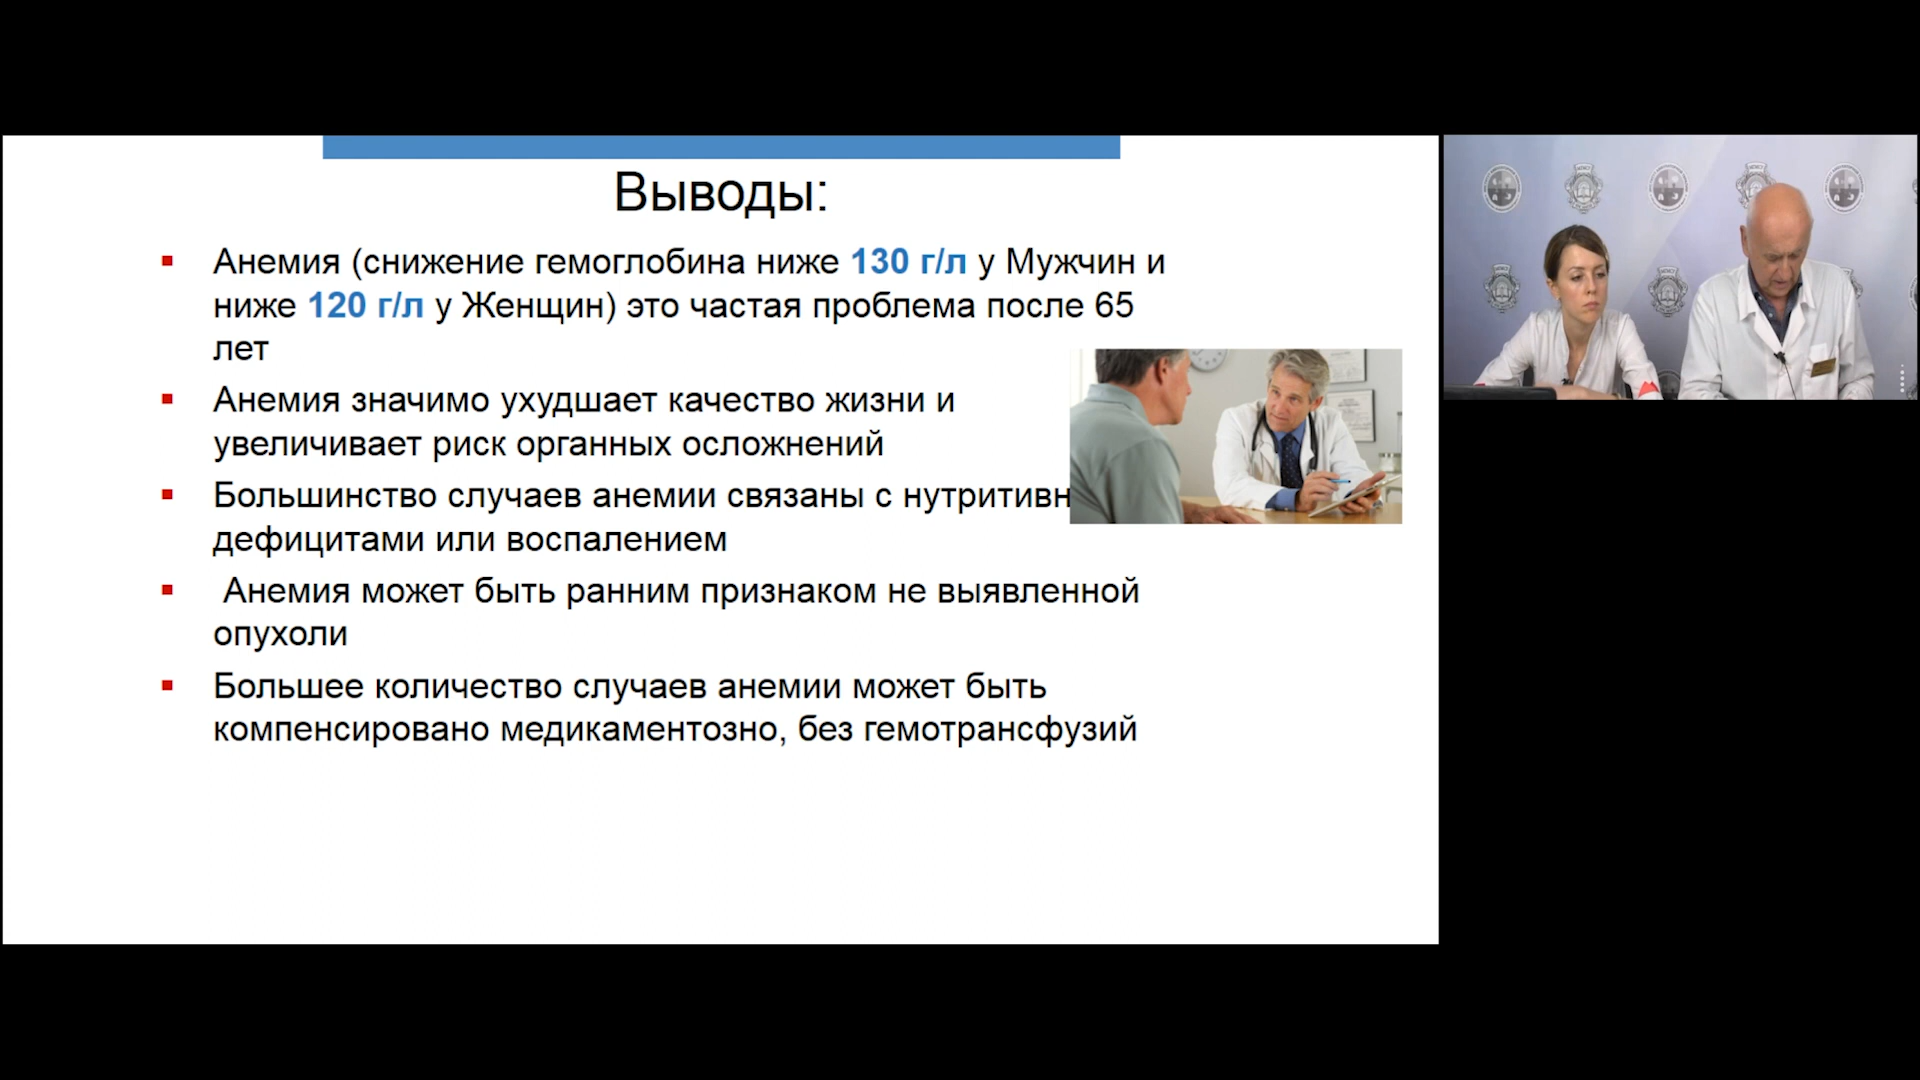 Выводы:
Анемия (снижение гемоглобина ниже 130 г/л у Мужчин и
ниже 120 г/л у Женщин) это частая проблема после 65
лет
Анемия значимо ухудшает качество жизни и
увеличивает риск органных осложнений
Большинство случаев анемии связаны с нутритивн
дефицитами или воспалением
Анемия может быть ранним признаком не выявленной
опухоли
Большее количество случаев анемии может быть
компенсировано медикаментозно, без гемотрансфузий